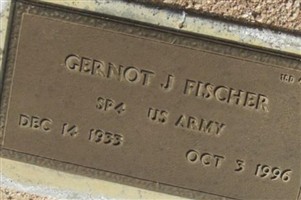 GERNOT J FISCHER
SP4 US ARMY
DEC 14 1933 OCT 3 1996